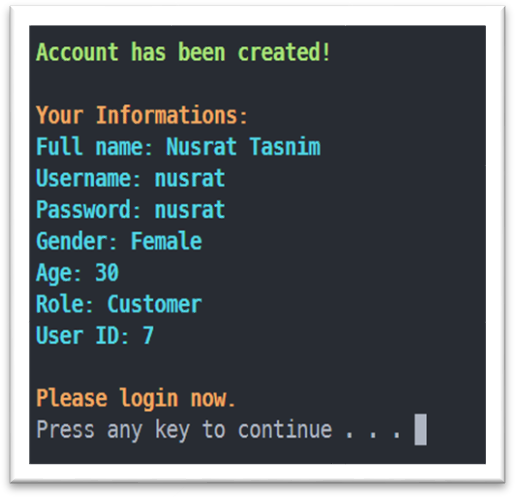 Account has been created!
Your Informations:
Full name: Nusrat Tasnim
Username: nusrat
Password: nusrat
Gender: Female
Age: 30
Role: Customer
User ID: 7
Please login now.
Press any key to continue . . .